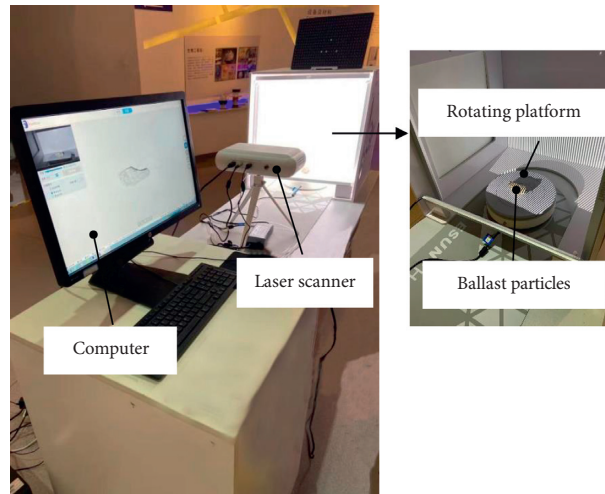 Rotating platform
Laser scanner
Ballast particles
Computer